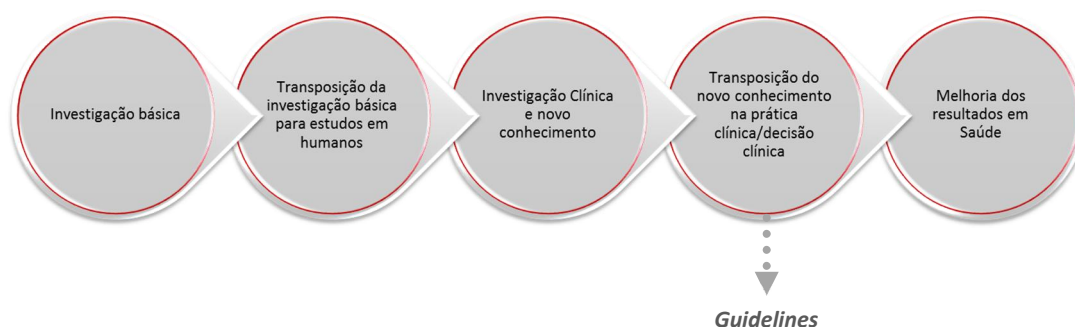 Investigação básica
Transposição da
investigação básica
para estudos em
humanos
Investigação Clínica
e novo
conhecimento
Transposição do
novo conhecimento
na prática
clínica/decisão
clínica
Melhoria dos
resultados em
Saúde
Guidelines